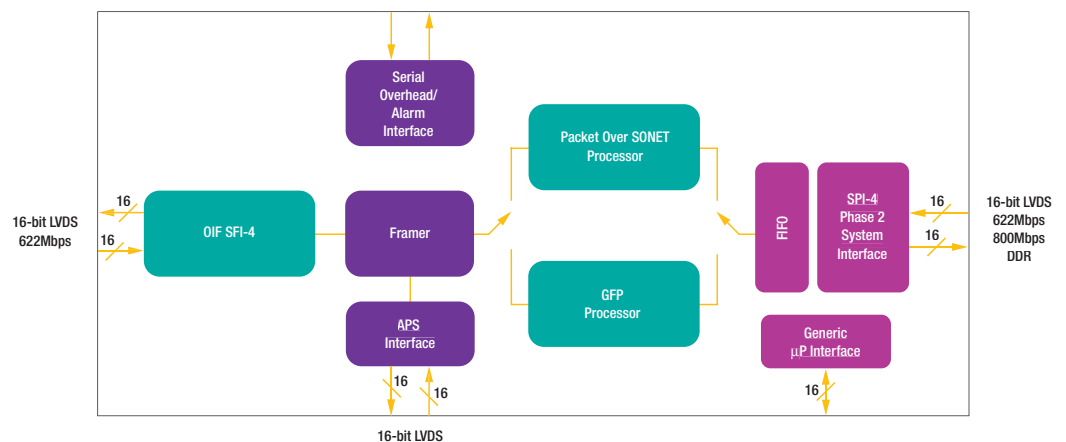 Serial
Overhead/
Alarm
Interface
Packet Over SONET
Processor
16-bit LVDS
622Mbps
16
16
OIF SFI-4
Framer
FIFO
SPI-4
Phase 2
System
Interface
16
16
16-bit LVDS
622Mbps
800Mbps
DDR
GFP
Processor
APS
Interface
Generic
µP Interface
16
16
16
16-bit LVDS